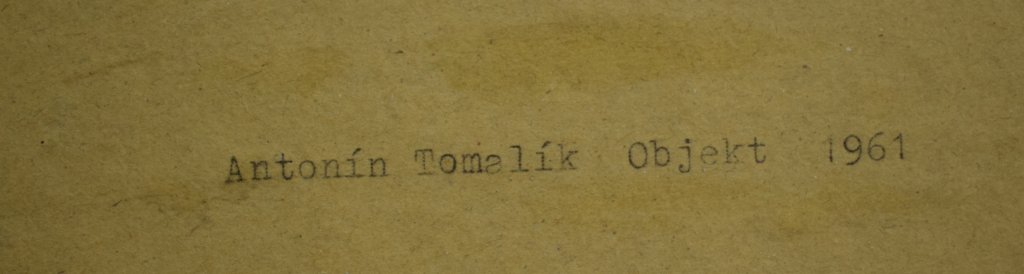 Antonín Tomalík Objekt 1961